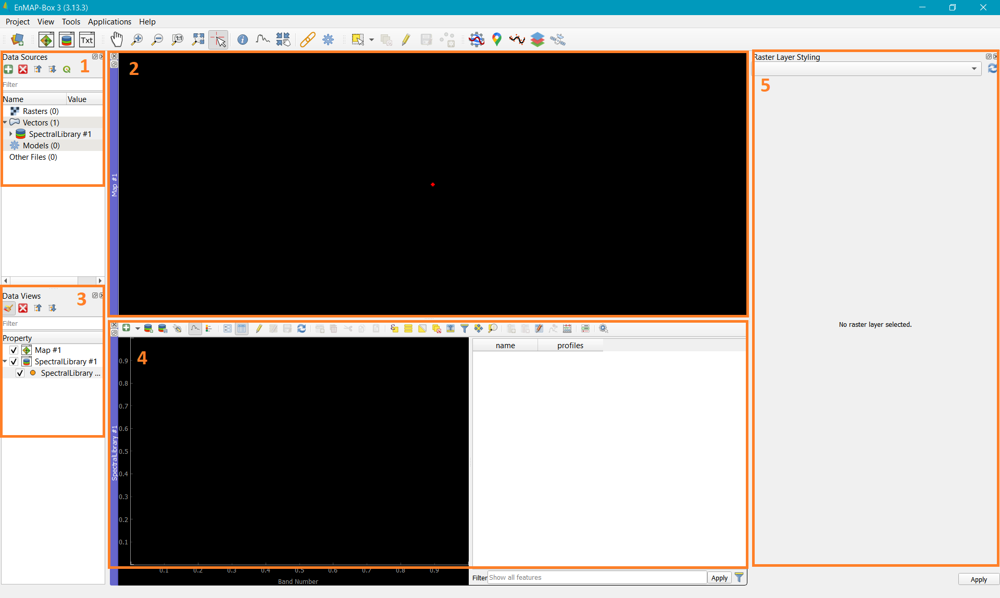 EnMAP-Box 3 (3.13.3)
Project View Tools Applications Help
Txt
1:1
Data Sources
1
Filter
Name Value
Rasters (0)
Vectors (1)
SpectralLibrary #1
Models (0)
Other Files (0)
Data Views
3
Filter
Property
Map #1
SpectralLibrary #1
SpectralLibrary ...
2
Map #1
4
SpectralLibrary #1
0.9
0.8
0.7
0.6
0.5
0.4
0.3
0.2
0.1
0.1 0.2 0.3 0.4 0.5 0.6 0.7 0.8 0.9
Band Number
name profiles
Filter Show all features Apply
Raster Layer Styling
5
No raster layer selected.
Apply